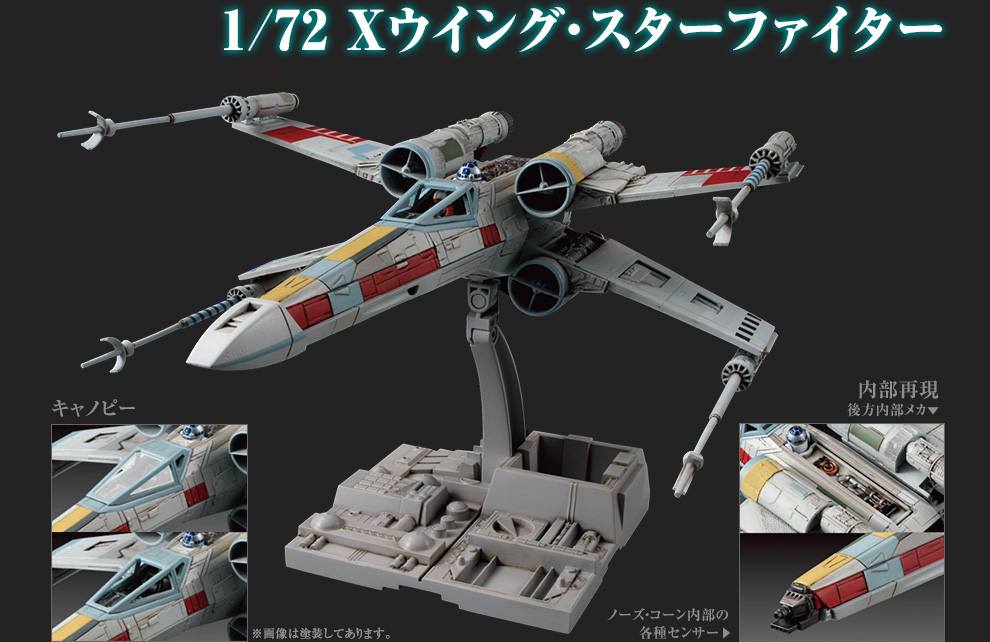 1/72 Xウイング・スターファイター
キャノピー
内部再現
後方内部メカ▼
※画像は塗装してあります。
ノーズ・コーン内部の
各種センサー▶